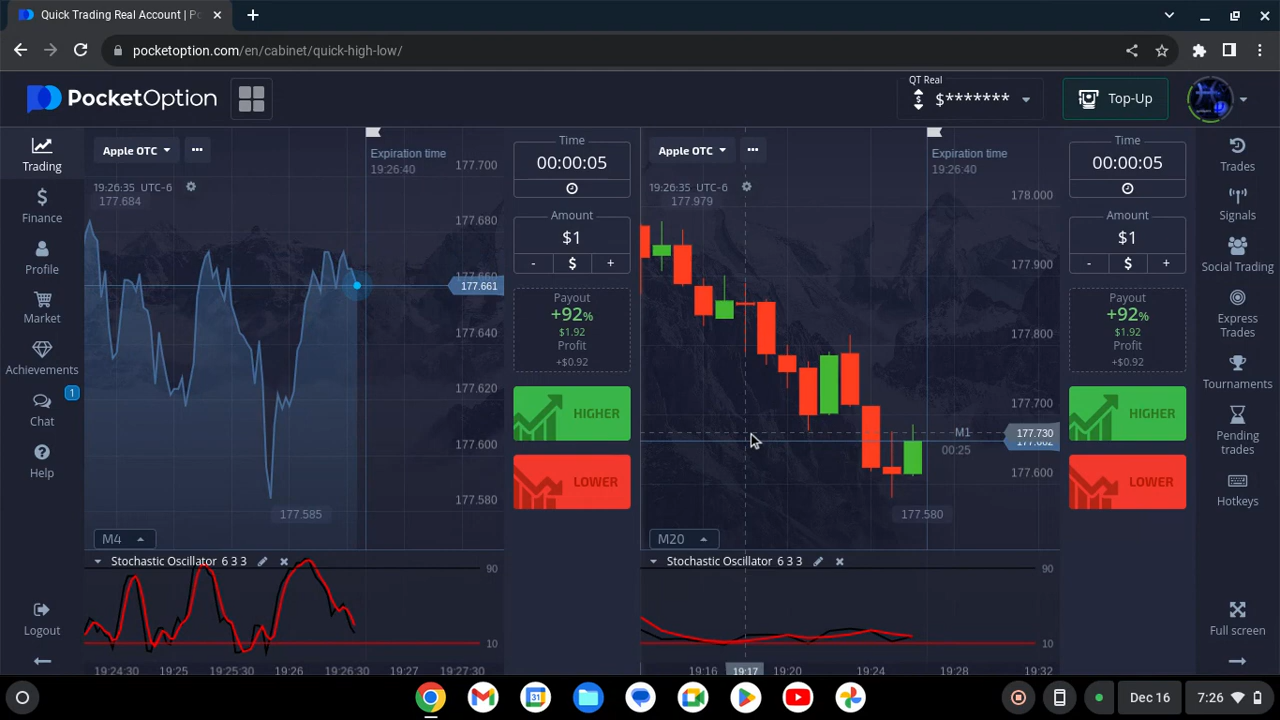 Quick Trading Real Account | Po
pocketoption.com/en/cabinet/quick-high-low/
PocketOption
QT Real
$*******
Top-Up
Trading
Finance
Profile
Market
Achievements
1
Chat
Help
Logout
Apple OTC
19:26:35 UTC-6
177.684
Expiration time
19:26:40
177.700
177.680
177.661
177.640
177.620
177.600
177.580
177.585
M4
Stochastic Oscillator 6 3 3
90
10
19:24:30 19:25 19:25:30 19:26 19:26:30 19:27 19:27:30
Time
00:00:05
Amount
$1
- $ +
Payout
+92%
$1.92
Profit
+$0.92
HIGHER
LOWER
Apple OTC
19:26:35 UTC-6
177.979
Expiration time
19:26:40
178.000
177.900
177.800
177.700
M1
177.730
00:25
177.600
177.580
M20
Stochastic Oscillator 6 3 3
90
10
19:16 19:17 19:20 19:24 19:28 19:32
Time
00:00:05
Amount
$1
- $ +
Payout
+92%
$1.92
Profit
+$0.92
HIGHER
LOWER
Trades
Signals
Social Trading
Express
Trades
Tournaments
Pending
trades
Hotkeys
Full screen
31
Dec 16
7:26